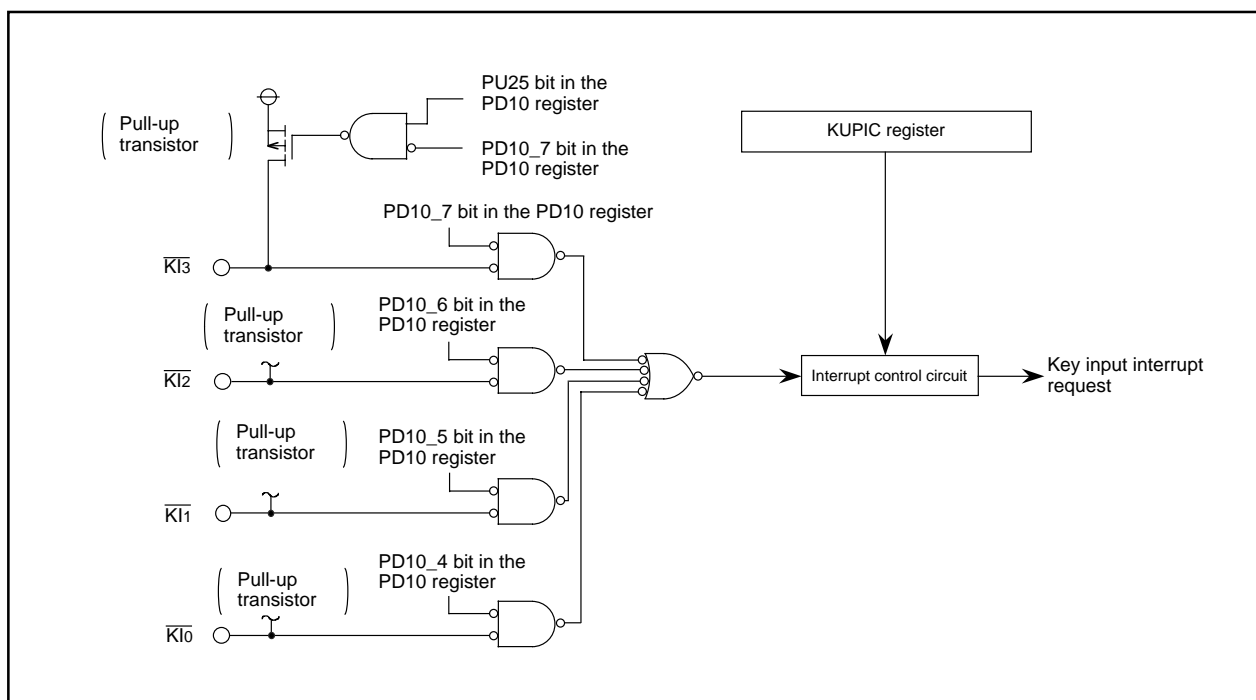 PU25 bit in the
PD10 register
( Pull-up
transistor )
KUPIC register
PD10_7 bit in the
PD10 register
PD10_7 bit in the PD10 register
KI3
( Pull-up
transistor )
PD10_6 bit in the
PD10 register
KI2
Interrupt control circuit
Key input interrupt
request
( Pull-up
transistor )
PD10_5 bit in the
PD10 register
KI1
PD10_4 bit in the
PD10 register
( Pull-up
transistor )
KI0